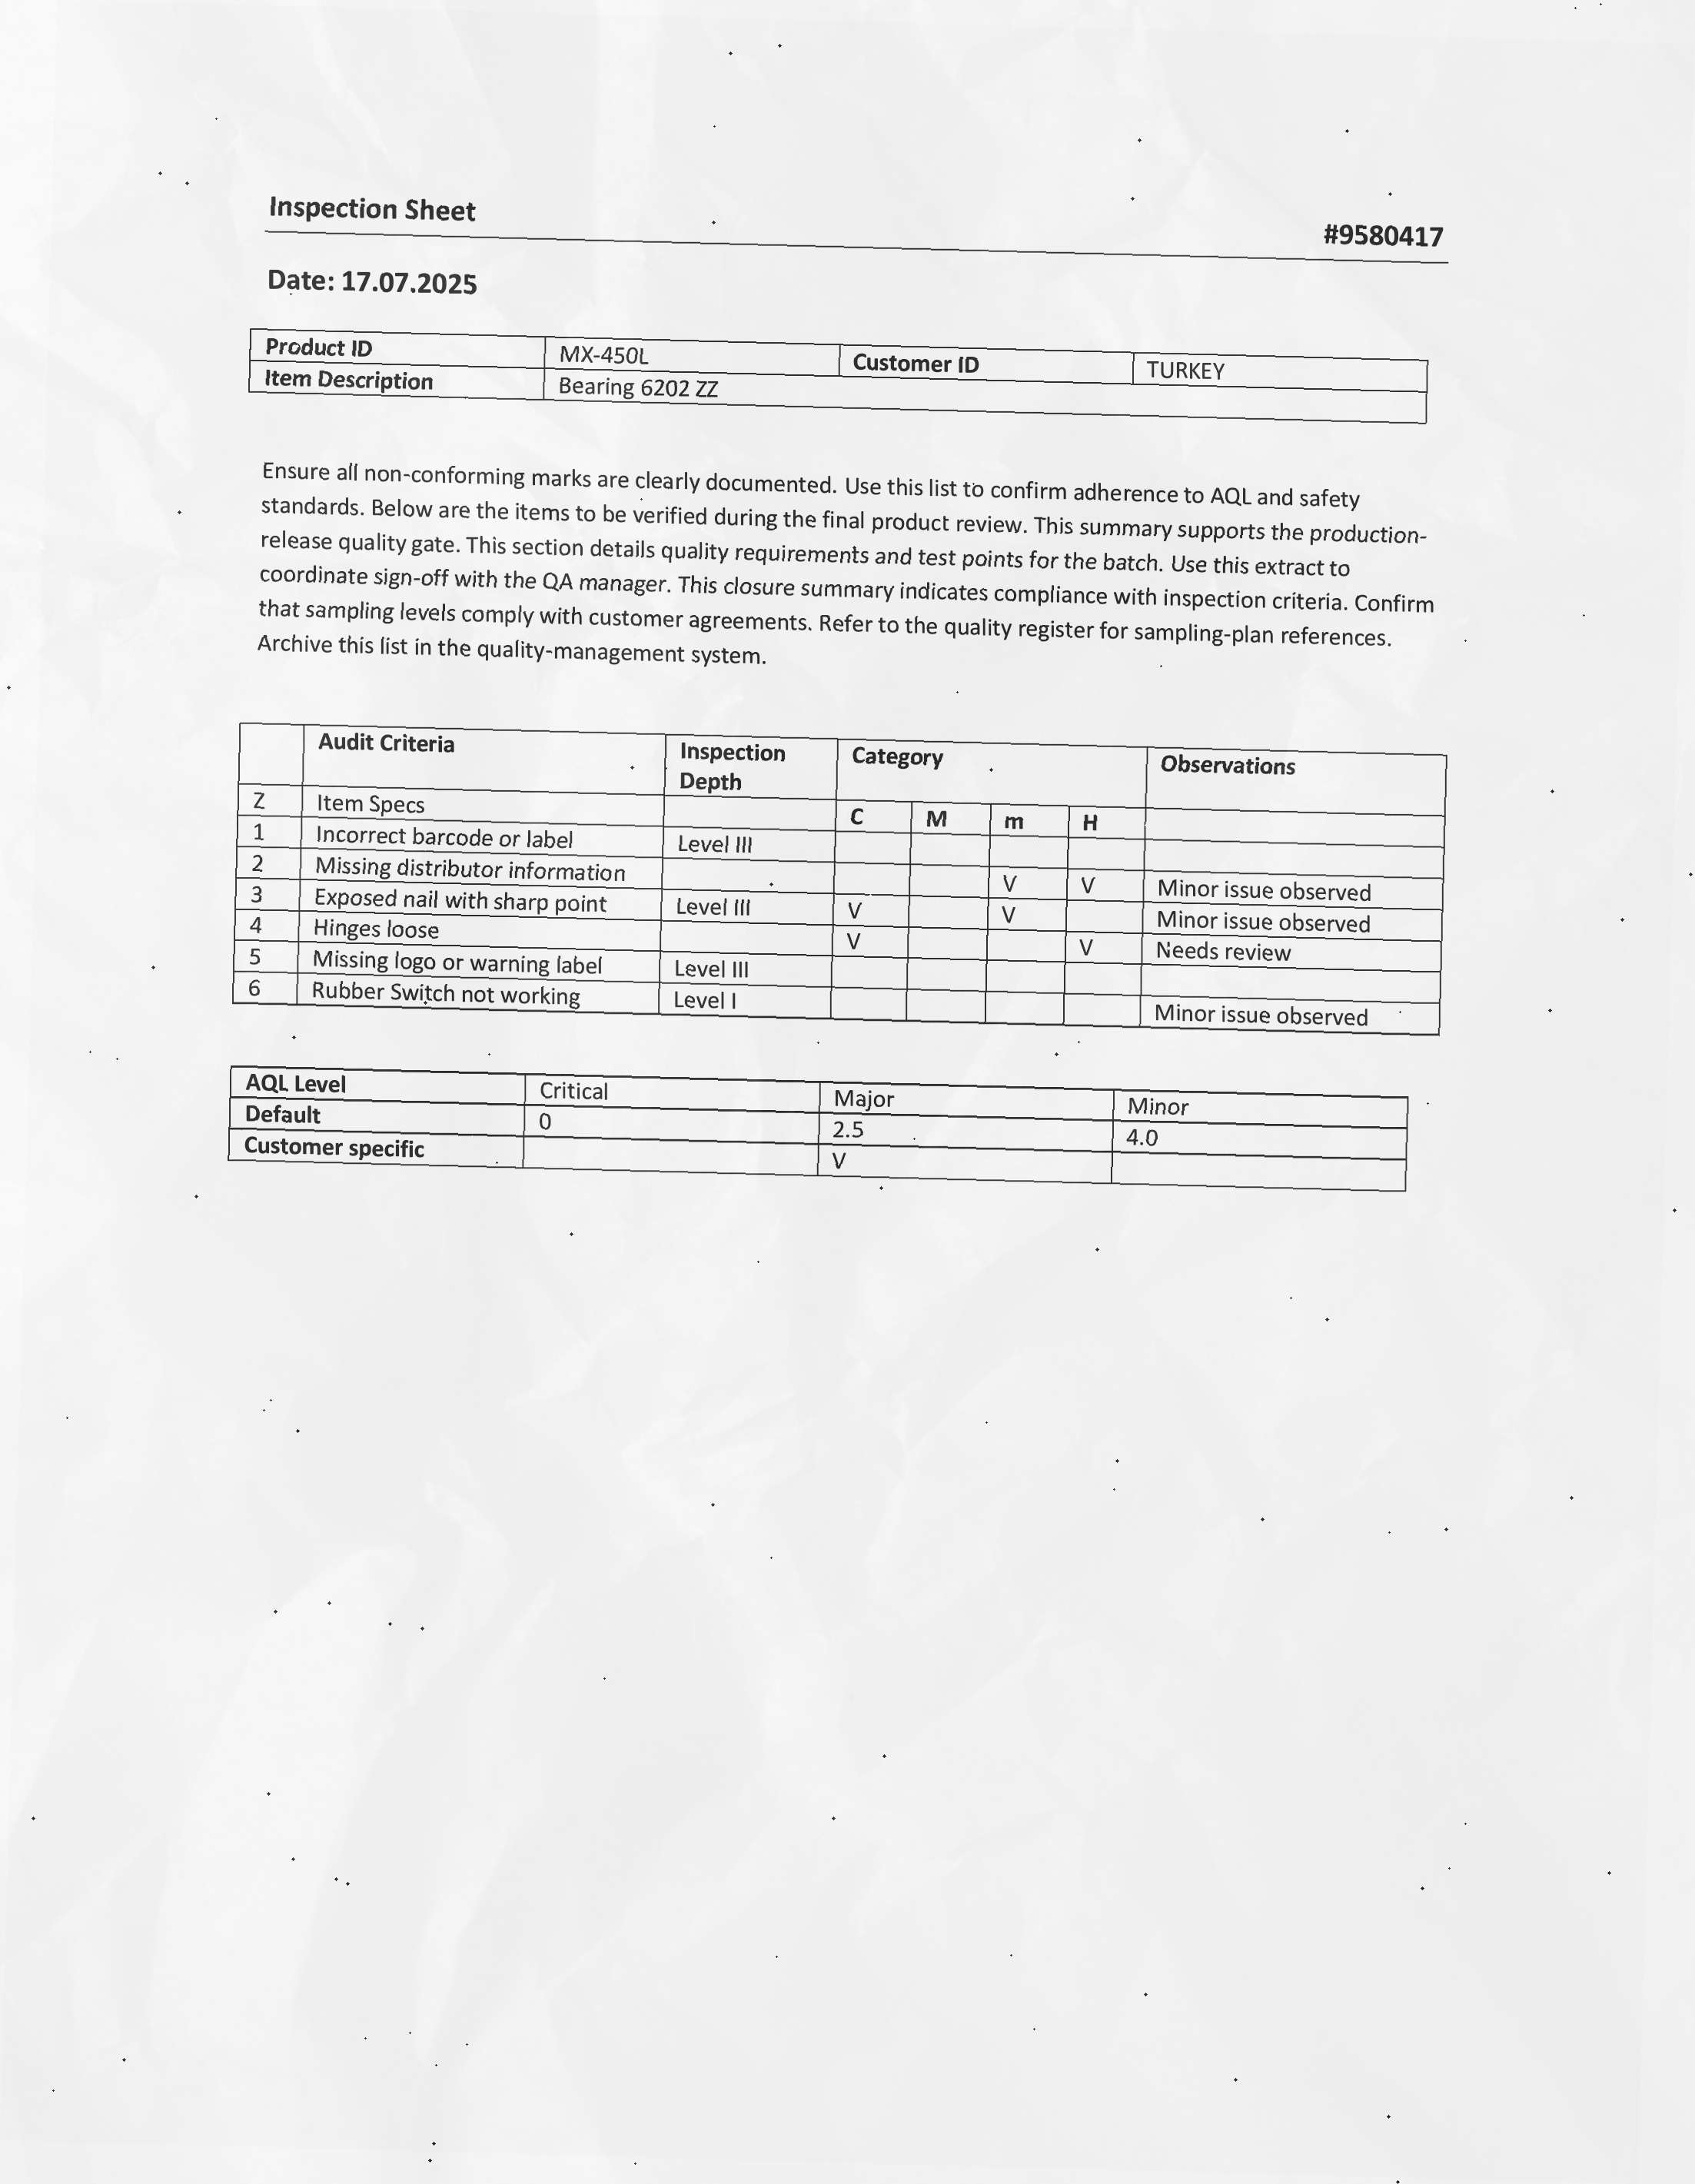 Inspection Sheet
#9580417
Date: 17.07.2025
Product ID MX-450L Customer ID TURKEY
Item Description Bearing 6202 ZZ
Ensure all non-conforming marks are clearly documented. Use this list to confirm adherence to AQL and safety
standards. Below are the items to be verified during the final product review. This summary supports the production-
release quality gate. This section details quality requirements and test points for the batch. Use this extract to
coordinate sign-off with the QA manager. This closure summary indicates compliance with inspection criteria. Confirm
that sampling levels comply with customer agreements. Refer to the quality register for sampling-plan references.
Archive this list in the quality-management system.
Audit Criteria Inspection Depth Category Observations
Z Item Specs C M m H
1 Incorrect barcode or label Level III
2 Missing distributor information V V Minor issue observed
3 Exposed nail with sharp point Level III V V Minor issue observed
4 Hinges loose V V Needs review
5 Missing logo or warning label Level III
6 Rubber Switch not working Level I Minor issue observed
AQL Level Critical Major Minor
Default 0 2.5 4.0
Customer specific V